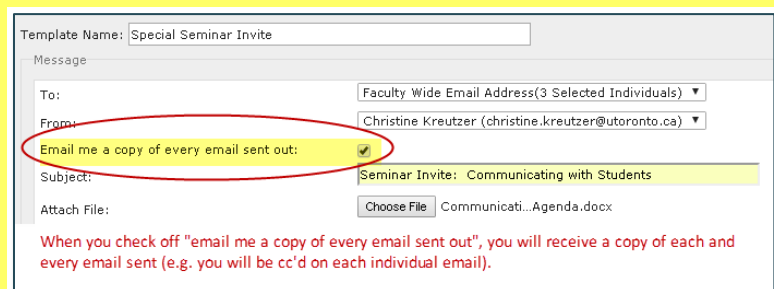 Template Name: Special Seminar Invite
Message
To: Faculty Wide Email Address(3 Selected Individuals)
From: Christine Kreutzer (christine.kreutzer@utoronto.ca)
Email me a copy of every email sent out:
Subject: Seminar Invite: Communicating with Students
Attach File: Choose File Communicati...Agenda.docx
When you check off "email me a copy of every email sent out", you will receive a copy of each and
every email sent (e.g. you will be cc'd on each individual email).